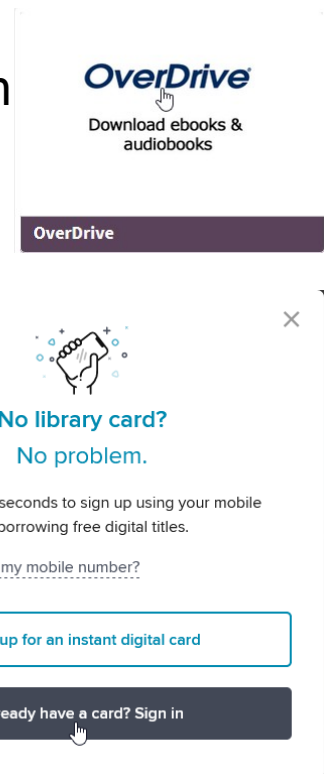 OverDrive
Download ebooks &
audiobooks
OverDrive
No library card?
No problem.
seconds to sign up using your mobile
borrowing free digital titles.
my mobile number?
up for an instant digital card
have a card? Sign in